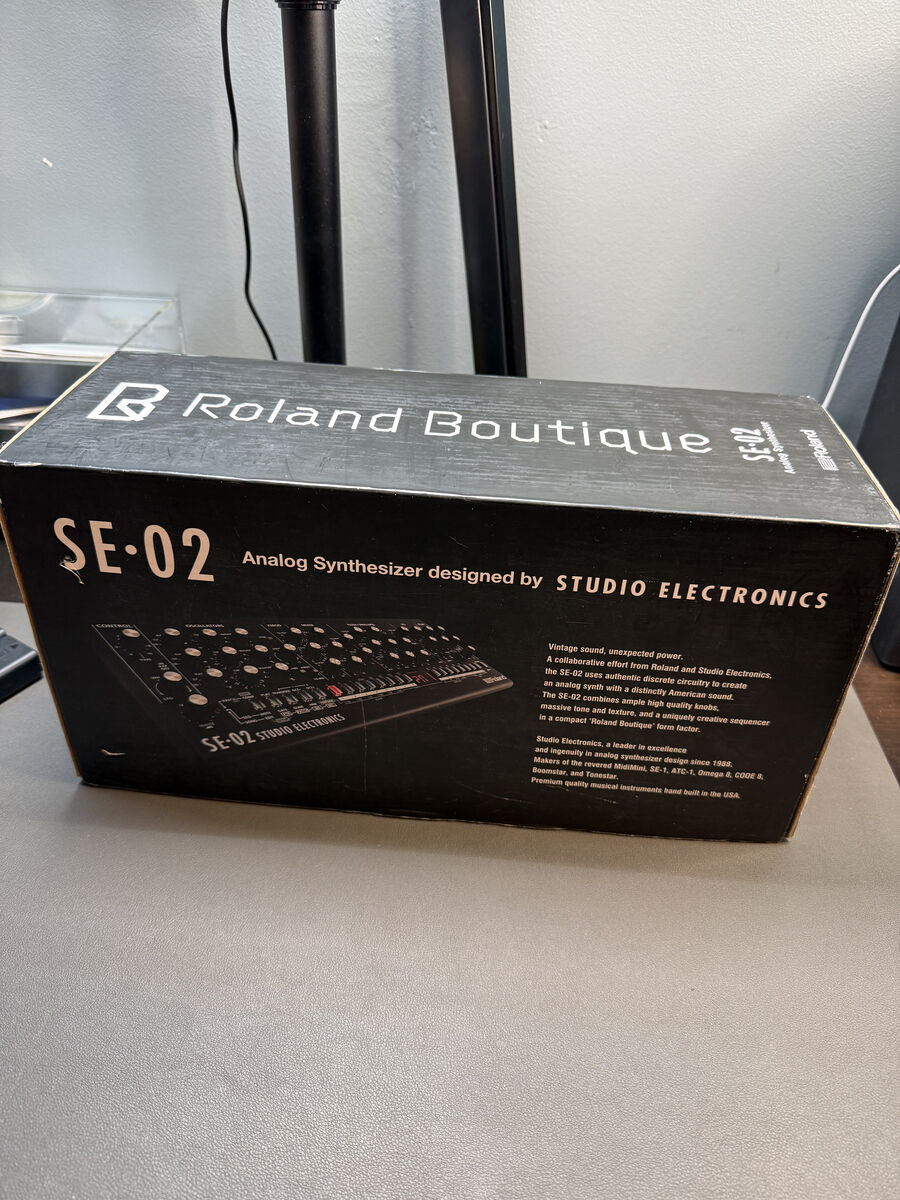 B Roland Boutique
SE-02
Analog Synthesizer
Roland
SE·02
Analog Synthesizer designed by STUDIO ELECTRONICS
CONTROL
OSCILLATORS
SE-02 STUDIO ELECTRONICS
Vintage sound, unexpected power.
A collaborative effort from Roland and Studio Electronics,
the SE-02 uses authentic discrete circuitry to create
an analog synth with a distinctly American sound.
The SE-02 combines ample high quality knobs,
massive tone and texture, and a uniquely creative sequencer
in a compact 'Roland Boutique' form factor.
Studio Electronics, a leader in excellence
and ingenuity in analog synthesizer design since 1988.
Makers of the revered MidiMini, SE-1, ATC-1, Omega 8, CODE 8,
Boomstar, and Tonestar.
Premium quality musical instruments hand built in the USA.